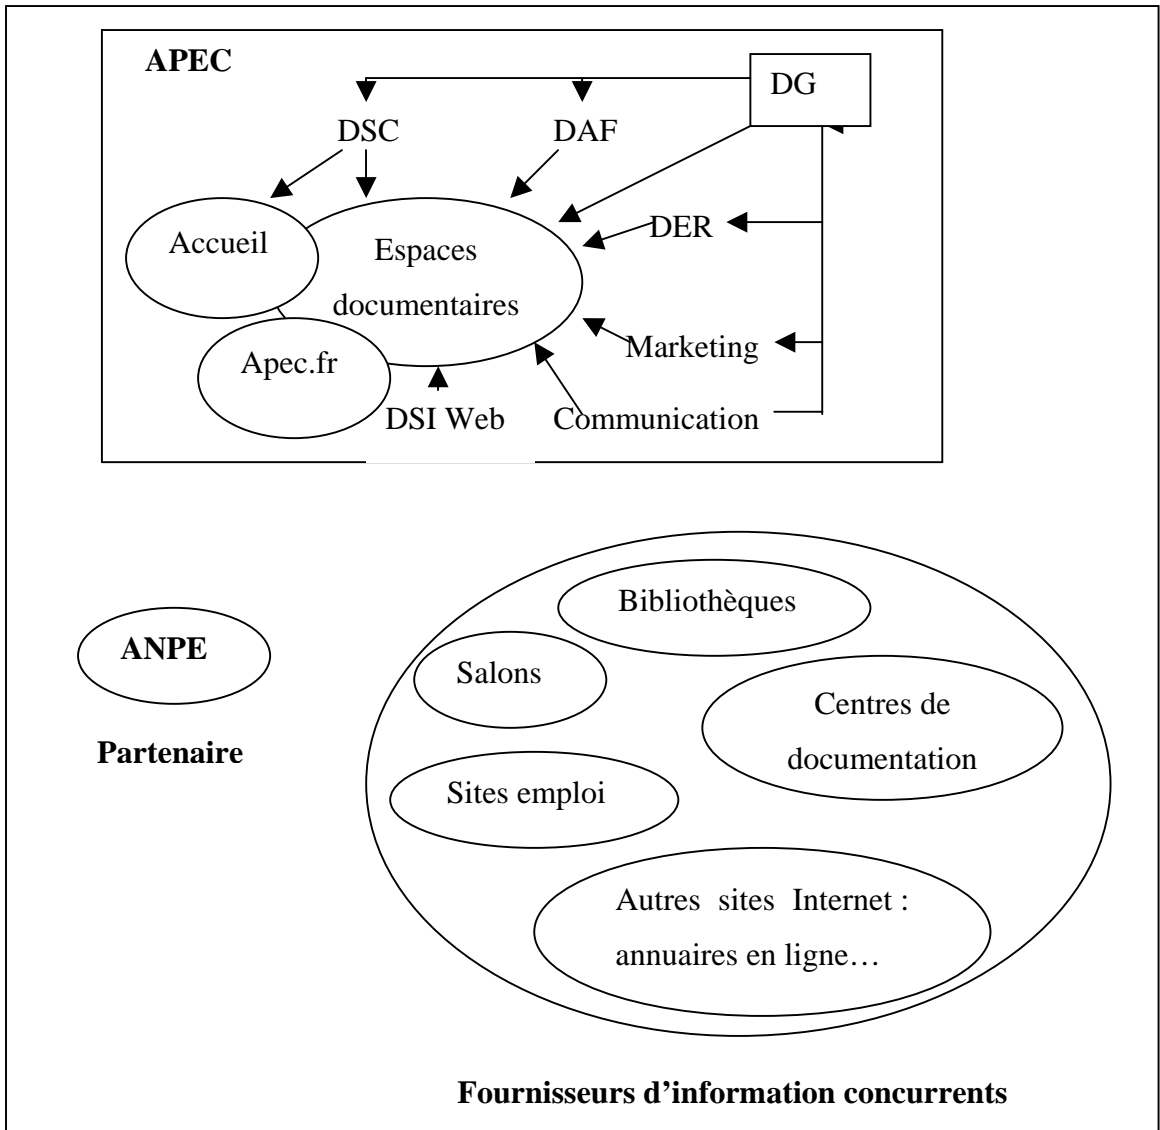 APEC
DG
DSC
DAF
Accueil
Espaces
documentaires
DER
Apec.fr
Marketing
DSI Web
Communication
Bibliothèques
ANPE
Salons
Centres de
documentation
Partenaire
Sites emploi
Autres sites Internet :
annuaires en ligne…
Fournisseurs d’information concurrents